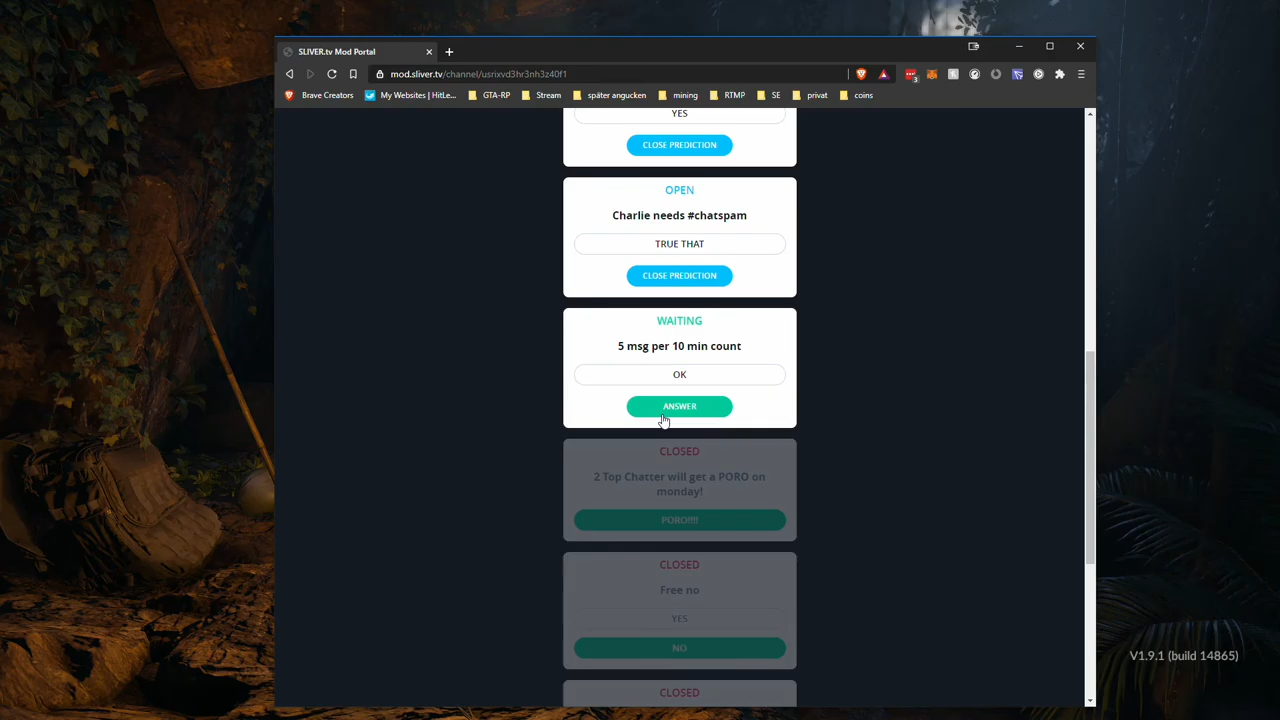 SLIVER.tv Mod Portal
mod.sliver.tv/channel/usrixvd3hr3nh3z40f1
3
Brave Creators
My Websites | HitLe...
GTA-RP
Stream
später angucken
mining
RTMP
SE
privat
coins
YES
CLOSE PREDICTION
OPEN
Charlie needs #chatspam
TRUE THAT
CLOSE PREDICTION
WAITING
5 msg per 10 min count
OK
ANSWER
CLOSED
2 Top Chatter will get a PORO on
monday!
PORO!!!!
CLOSED
Free no
YES
NO
CLOSED
V1.9.1 (build 14865)